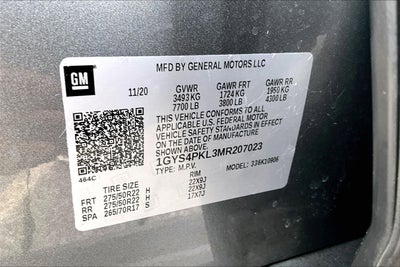 GM
MFD BY GENERAL MOTORS LLC
11/20 GVWR GAWR FRT GAWR RR
3493 KG 1724 KG 1950 KG
7700 LB 3800 LB 4300 LB
THIS VEHICLE CONFORMS TO ALL
APPLICABLE U.S. FEDERAL MOTOR
VEHICLE SAFETY STANDARDS IN
EFFECT ON THE DATE OF
MANUFACTURE SHOWN ABOVE.
1GYS4PKL3MR207023
TYPE: M.P.V. 336K10906
464C
TIRE SIZE RIM
FRT 275/50R22 H 22X9J
RR 275/50R22 H 22X9J
SPA 265/70R17 S 17X7J